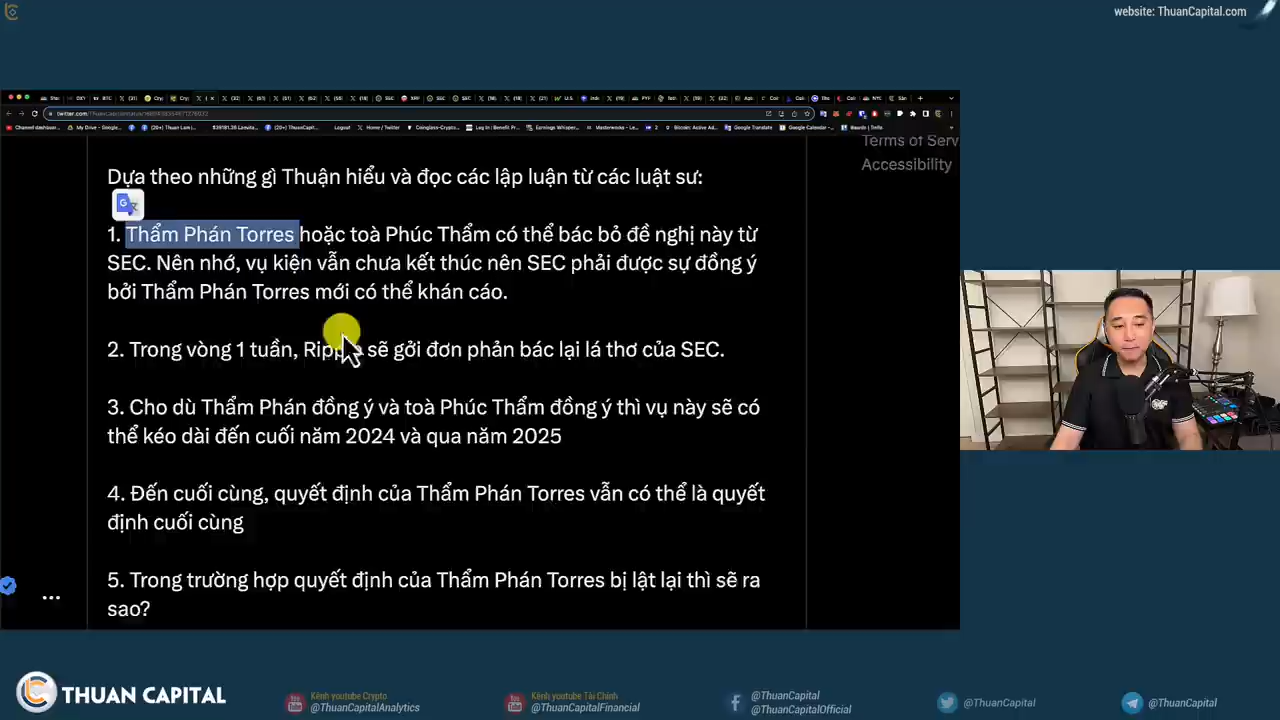 website: ThuanCapital.com
Terms of Serv
Accessibility
Dựa theo những gì Thuận hiểu và đọc các lập luận từ các luật sư:
1. Thẩm Phán Torres hoặc toà Phúc Thẩm có thể bác bỏ đề nghị này từ
SEC. Nên nhớ, vụ kiện vẫn chưa kết thúc nên SEC phải được sự đồng ý
bởi Thẩm Phán Torres mới có thể khán cáo.
2. Trong vòng 1 tuần, Ripple sẽ gởi đơn phản bác lại lá thơ của SEC.
3. Cho dù Thẩm Phán đồng ý và toà Phúc Thẩm đồng ý thì vụ này sẽ có
thể kéo dài đến cuối năm 2024 và qua năm 2025
4. Đến cuối cùng, quyết định của Thẩm Phán Torres vẫn có thể là quyết
định cuối cùng
5. Trong trường hợp quyết định của Thẩm Phán Torres bị lật lại thì sẽ ra
sao?
THUAN CAPITAL
Kênh youtube Crypto
@ThuanCapitalAnalytics
Kênh youtube Tài Chính
@ThuanCapitalFinancial
@ThuanCapital
@ThuanCapitalOfficial
@ThuanCapital
@ThuanCapital